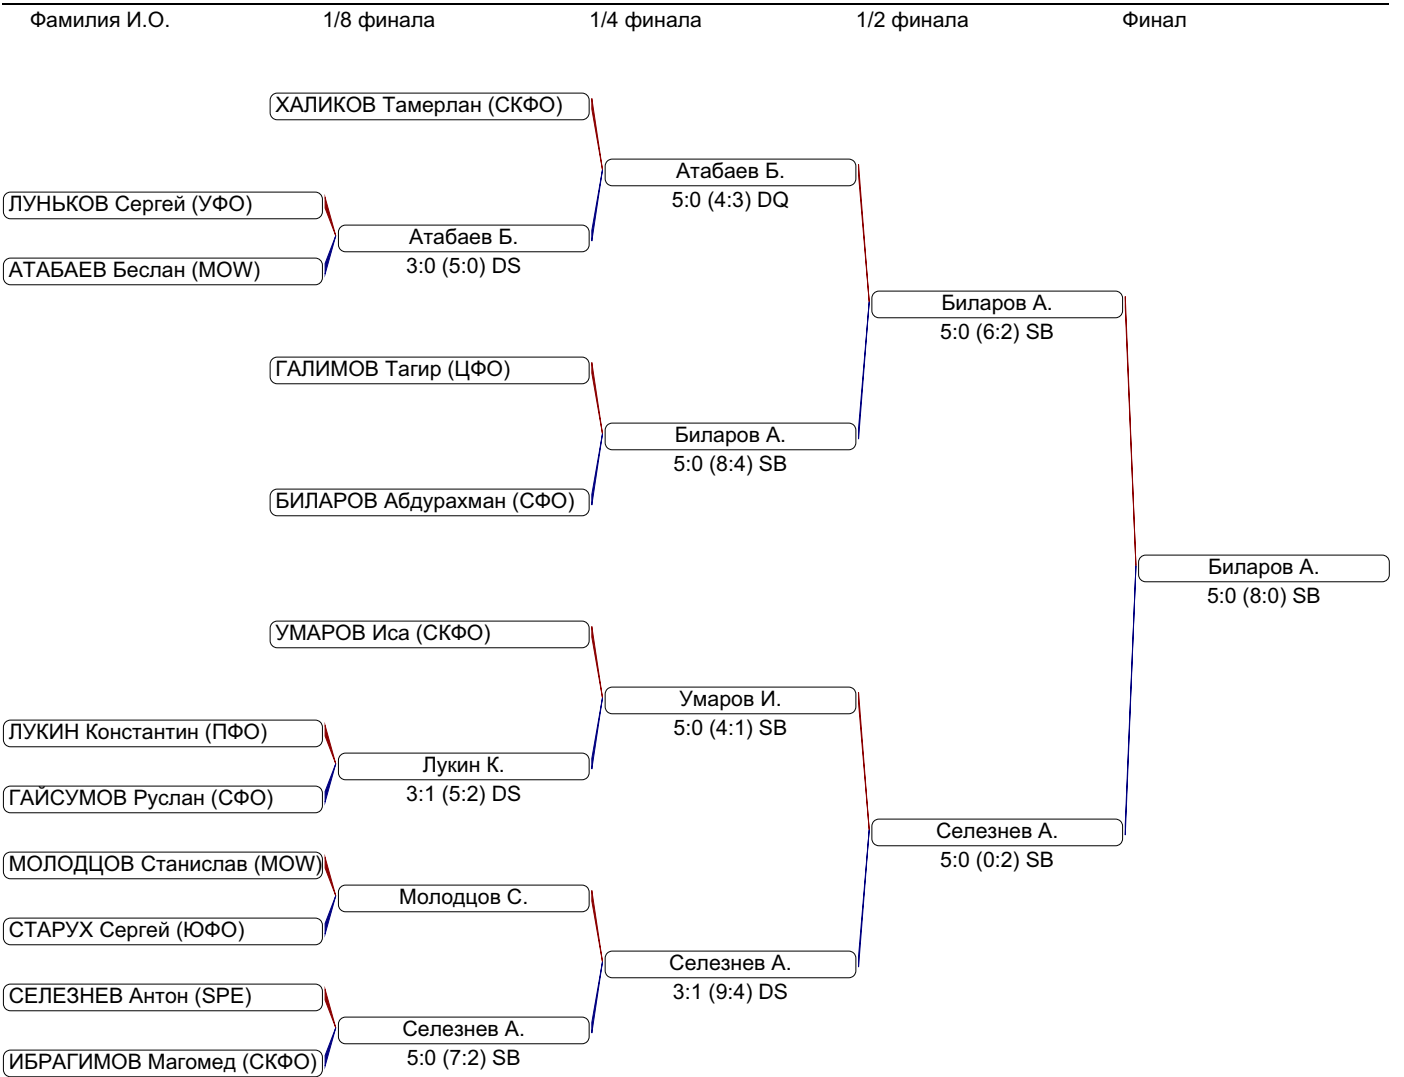 Фамилия И.О. 1/8 финала 1/4 финала 1/2 финала Финал
ХАЛИКОВ Тамерлан (СКФО)
Атабаев Б.
5:0 (4:3) DQ
ЛУНЬКОВ Сергей (УФО)
Атабаев Б.
3:0 (5:0) DS
АТАБАЕВ Беслан (MOW)
Биларов А.
5:0 (6:2) SB
ГАЛИМОВ Тагир (ЦФО)
Биларов А.
5:0 (8:4) SB
БИЛАРОВ Абдурахман (СФО)
Биларов А.
5:0 (8:0) SB
УМАРОВ Иса (СКФО)
Умаров И.
5:0 (4:1) SB
ЛУКИН Константин (ПФО)
Лукин К.
3:1 (5:2) DS
ГАЙСУМОВ Руслан (СФО)
Селезнев А.
5:0 (0:2) SB
МОЛОДЦОВ Станислав (MOW)
Молодцов С.
СТАРУХ Сергей (ЮФО)
Селезнев А.
3:1 (9:4) DS
СЕЛЕЗНЕВ Антон (SPE)
Селезнев А.
5:0 (7:2) SB
ИБРАГИМОВ Магомед (СКФО)